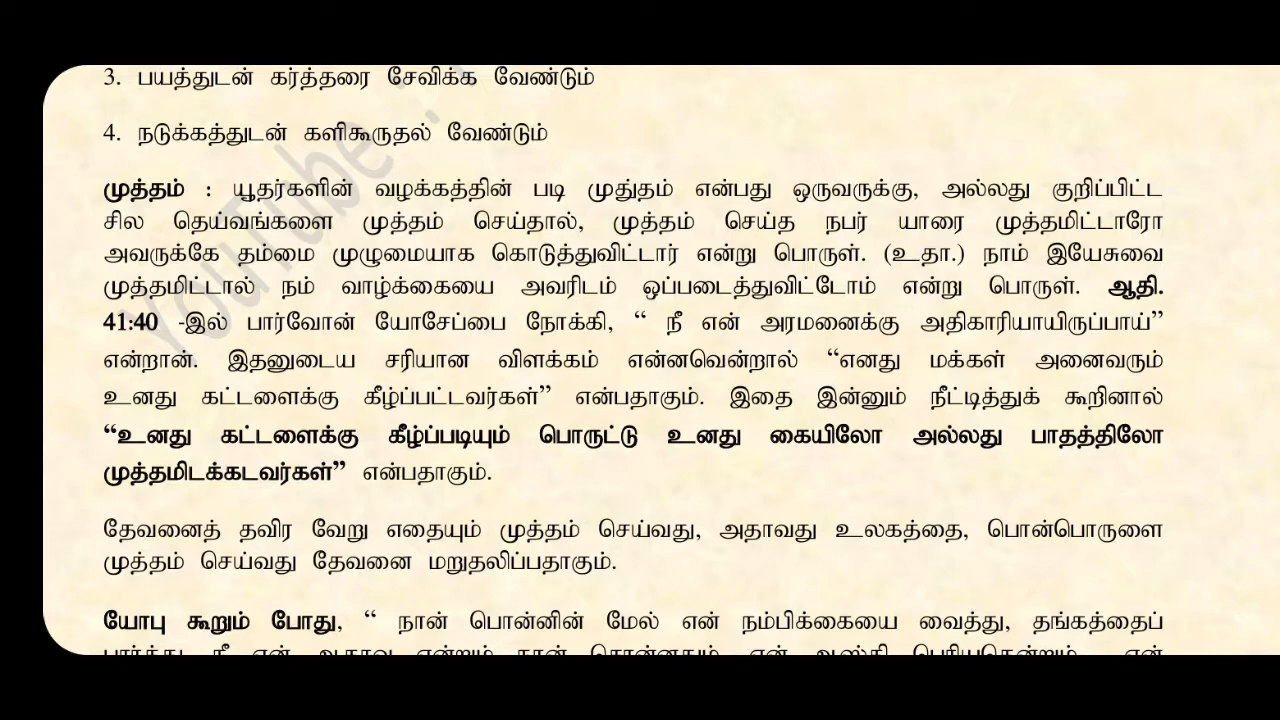 3. பயத்துடன் கர்த்தரை சேவிக்க வேண்டும்
4. நடுக்கத்துடன் களிகூருதல் வேண்டும்
முத்தம் : யூதர்களின் வழக்கத்தின் படி முத்தம் என்பது ஒருவருக்கு, அல்லது குறிப்பிட்ட
சில தெய்வங்களை முத்தம் செய்தால், முத்தம் செய்த நபர் யாரை முத்தமிட்டாரோ
அவருக்கே தம்மை முழுமையாக கொடுத்துவிட்டார் என்று பொருள். (உதா.) நாம் இயேசுவை
முத்தமிட்டால் நம் வாழ்க்கையை அவரிடம் ஒப்படைத்துவிட்டோம் என்று பொருள். ஆதி.
41:40 -இல் பார்வோன் யோசேப்பை நோக்கி, “ நீ என் அரமனைக்கு அதிகாரியாயிருப்பாய்”
என்றான். இதனுடைய சரியான விளக்கம் என்னவென்றால் “எனது மக்கள் அனைவரும்
உனது கட்டளைக்கு கீழ்ப்பட்டவர்கள்” என்பதாகும். இதை இன்னும் நீட்டித்துக் கூறினால்
“உனது கட்டளைக்கு கீழ்ப்படியும் பொருட்டு உனது கையிலோ அல்லது பாதத்திலோ
முத்தமிடக்கடவர்கள்” என்பதாகும்.
தேவனைத் தவிர வேறு எதையும் முத்தம் செய்வது, அதாவது உலகத்தை, பொன்பொருளை
முத்தம் செய்வது தேவனை மறுதலிப்பதாகும்.
யோபு கூறும் போது, “ நான் பொன்னின் மேல் என் நம்பிக்கையை வைத்து, தங்கத்தைப்
YouTube :